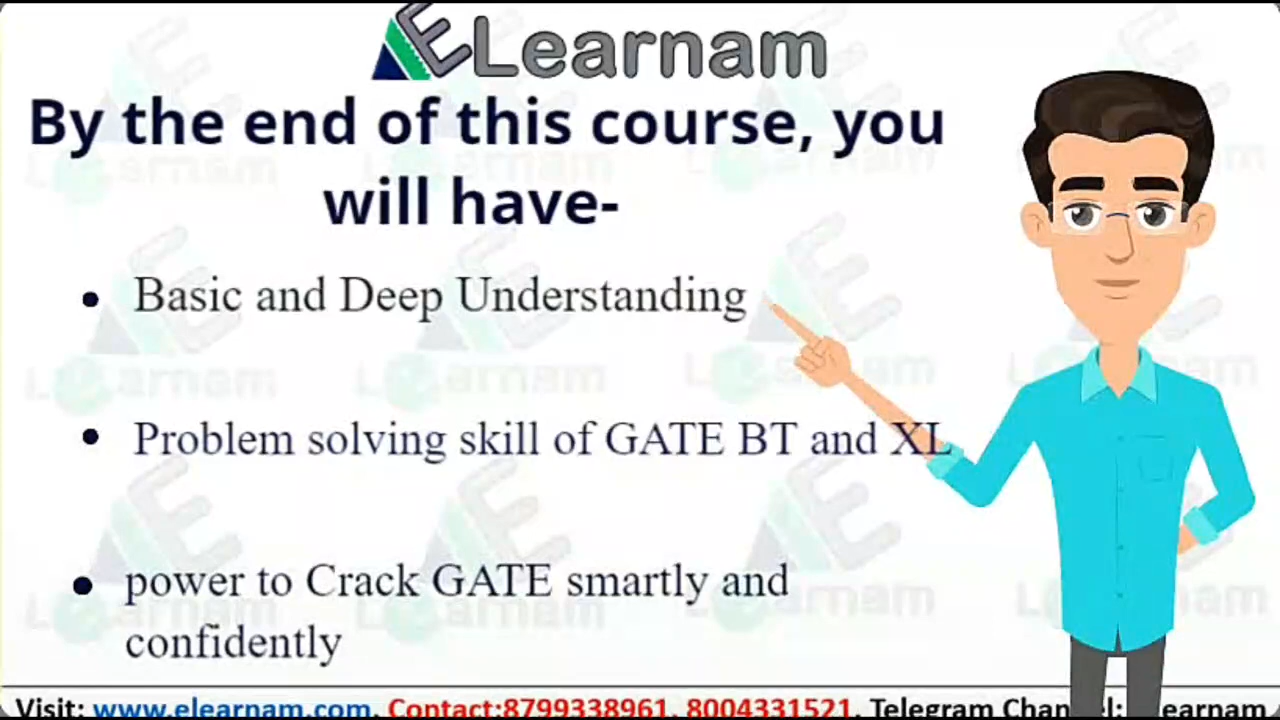 ELearnam
By the end of this course, you
will have-
Basic and Deep Understanding
Problem solving skill of GATE BT and XL
power to Crack GATE smartly and
confidently
Visit: www.elearnam.com, Contact:8799338961, 8004331521, Telegram earnam